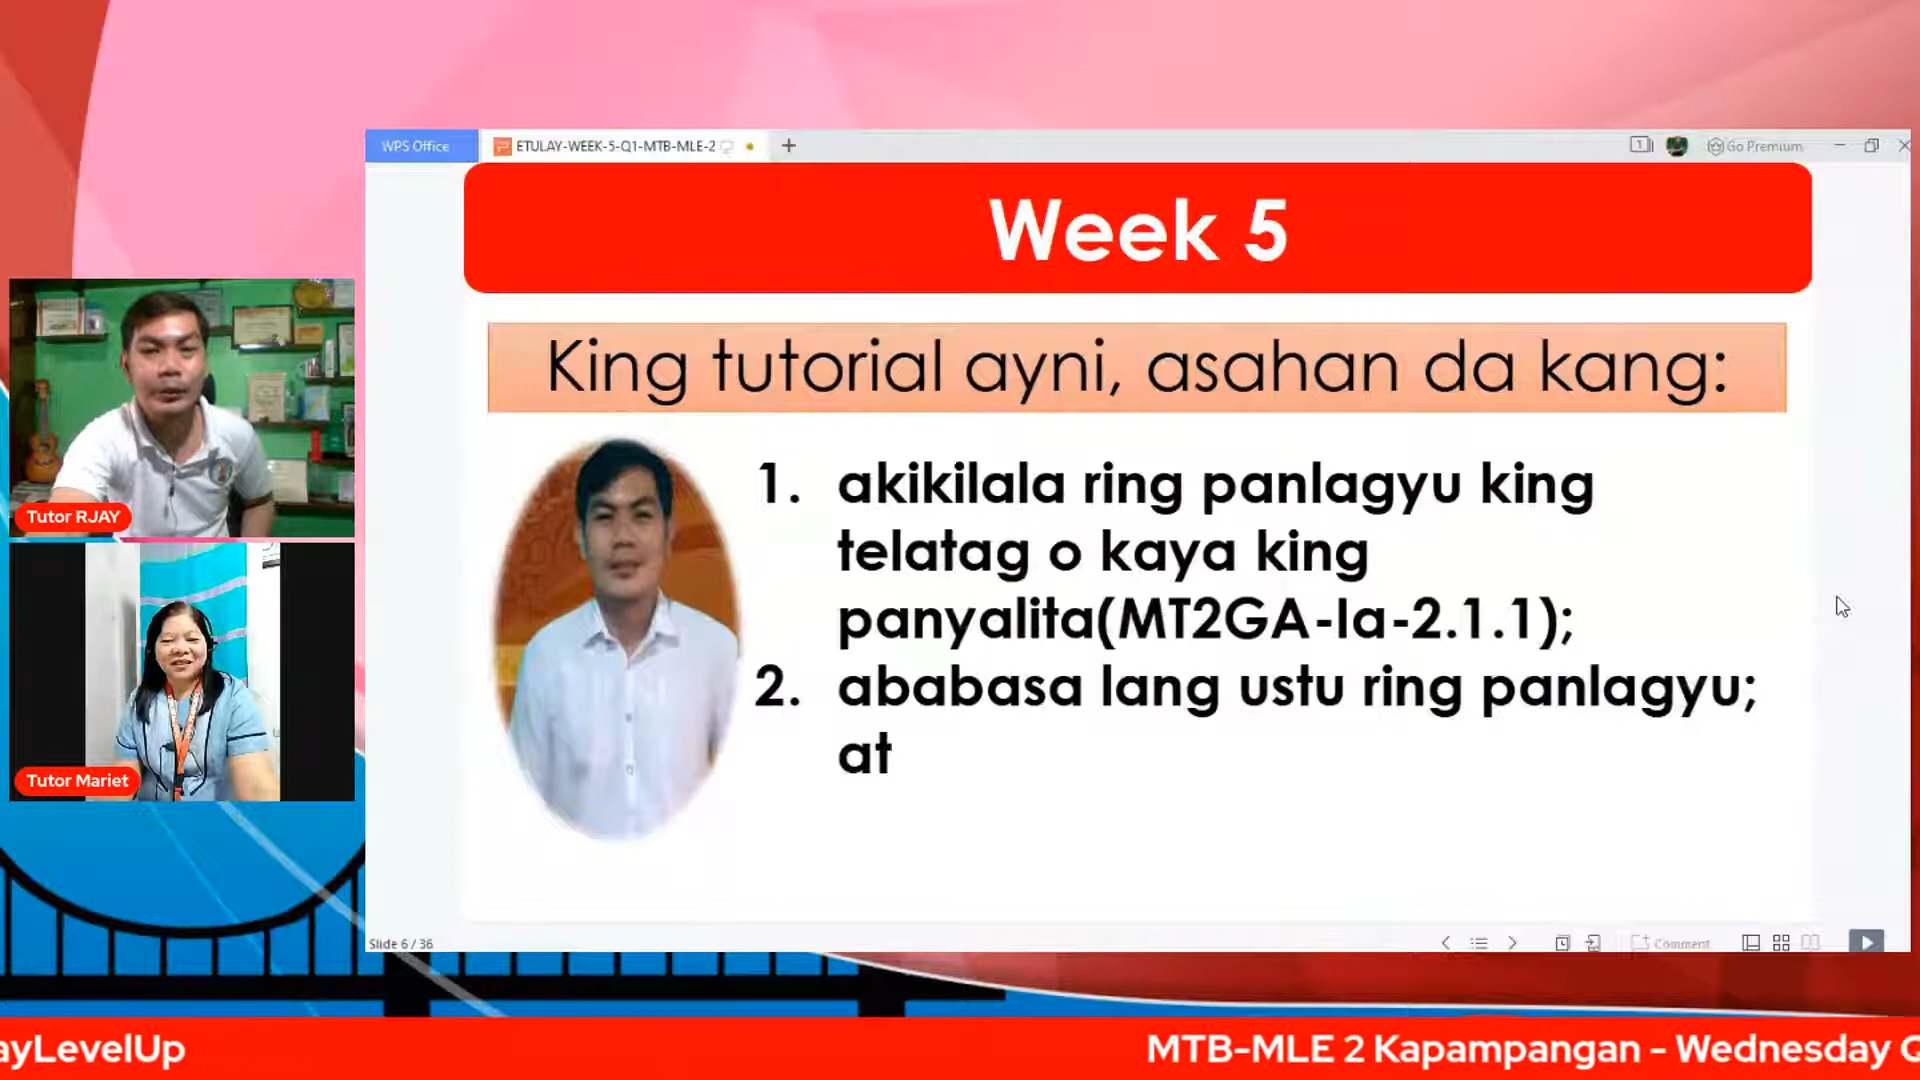 WPS Office
ETULAY-WEEK-5-Q1-MTB-MLE-2
1
Go Premium
Week 5
King tutorial ayni, asahan da kang:
1. akikilala ring panlagyu king
telatag o kaya king
panyalita(MT2GA-Ia-2.1.1);
2. ababasa lang ustu ring panlagyu;
at
Tutor RJAY
Tutor Mariet
Slide 6 / 36
Comment
ayLevelUp
MTB-MLE 2 Kapampangan - Wednesday Q